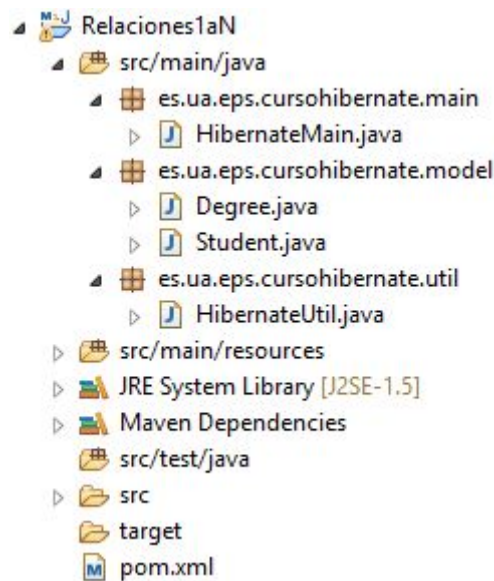 Relaciones1aN
src/main/java
es.ua.eps.cursohibernate.main
HibernateMain.java
es.ua.eps.cursohibernate.model
Degree.java
Student.java
es.ua.eps.cursohibernate.util
HibernateUtil.java
src/main/resources
JRE System Library [J2SE-1.5]
Maven Dependencies
src/test/java
src
target
pom.xml